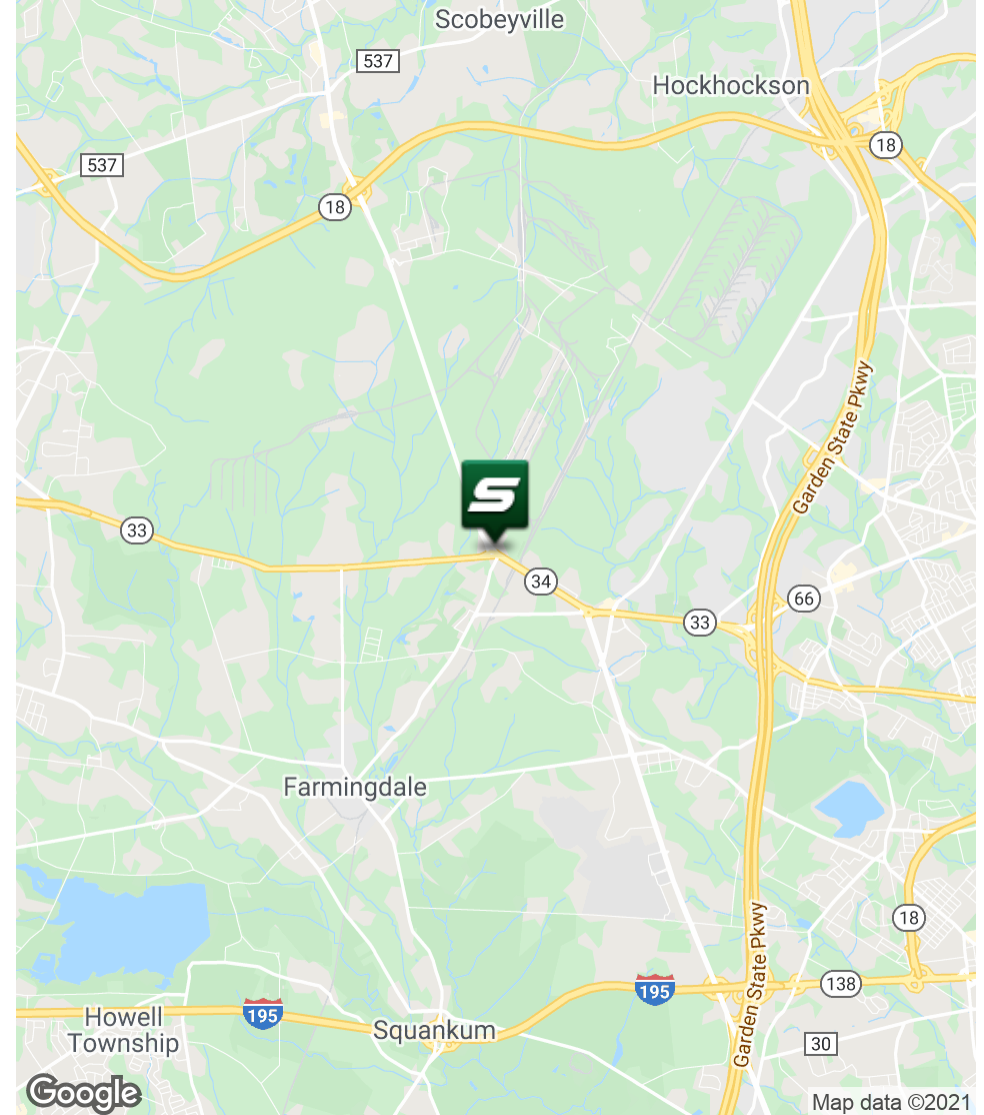 Scobeyville
537
Hockhockson
18
537
18
Garden State Pkwy
S
33
34
66
33
Farmingdale
18
Garden State Pkwy
138
195
195
Howell
Township
Squankum
30
Google
Map data ©2021